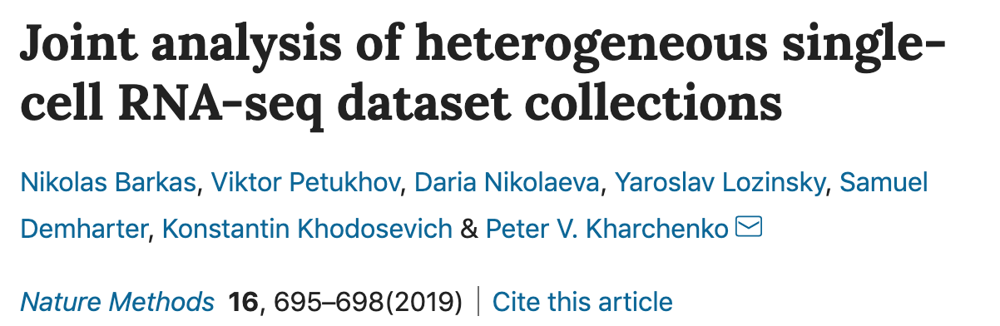 Joint analysis of heterogeneous single-
cell RNA-seq dataset collections
Nikolas Barkas, Viktor Petukhov, Daria Nikolaeva, Yaroslav Lozinsky, Samuel
Demharter, Konstantin Khodosevich & Peter V. Kharchenko
Nature Methods 16, 695–698(2019) | Cite this article